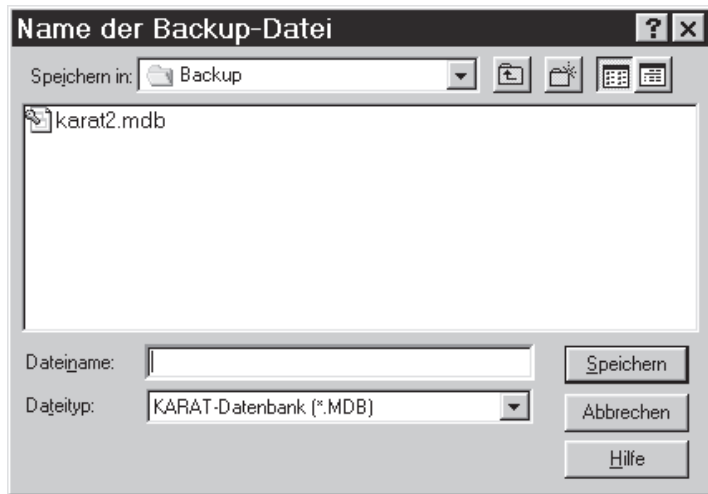 Name der Backup-Datei
Speichern in: Backup
karat2.mdb
Dateiname:
Speichern
Dateityp: KARAT-Datenbank (*.MDB)
Abbrechen
Hilfe